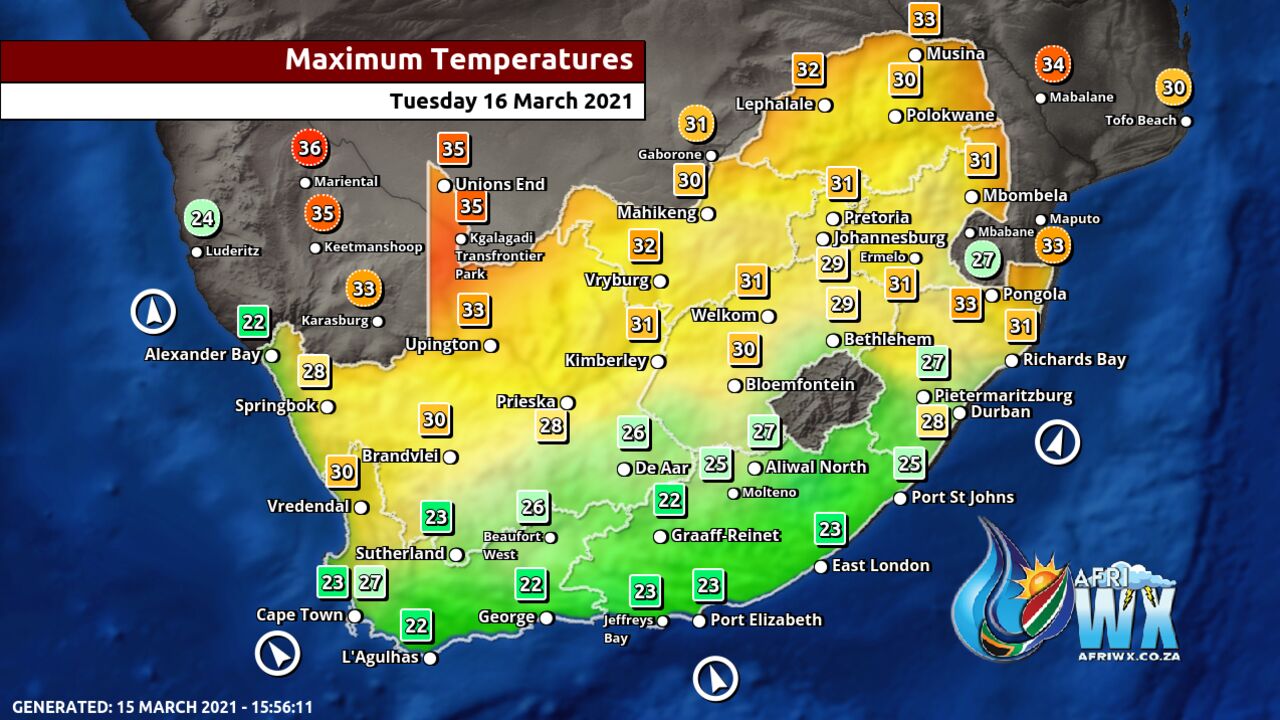 Maximum Temperatures
Tuesday 16 March 2021
33
Musina
32
30
Lephalale
Polokwane
34
Mabalane
30
Tofo Beach
31
Gaborone
36
Mariental
35
Unions End
35
Kgalagadi
Transfrontier
Park
30
Mahikeng
31
Pretoria
31
Mbombela
24
Luderitz
35
Keetmanshoop
Johannesburg
29
Ermelo
31
Mbabane
27
Maputo
33
32
Vryburg
33
Karasburg
33
Upington
31
Welkom
29
Bethlehem
33
Pongola
31
Richards Bay
22
Alexander Bay
31
Kimberley
30
Bloemfontein
28
Springbok
27
Pietermaritzburg
28
Durban
30
Brandvlei
Prieska
28
26
De Aar
25
Molteno
27
Aliwal North
25
Port St Johns
30
Vredendal
23
Sutherland
26
Beaufort
West
22
Graaff-Reinet
23
East London
23
27
Cape Town
22
L'Agulhas
22
George
23
Jeffreys
Bay
23
Port Elizabeth
AFRI
WX
AFRIWX.CO.ZA
GENERATED: 15 MARCH 2021 - 15:56:11